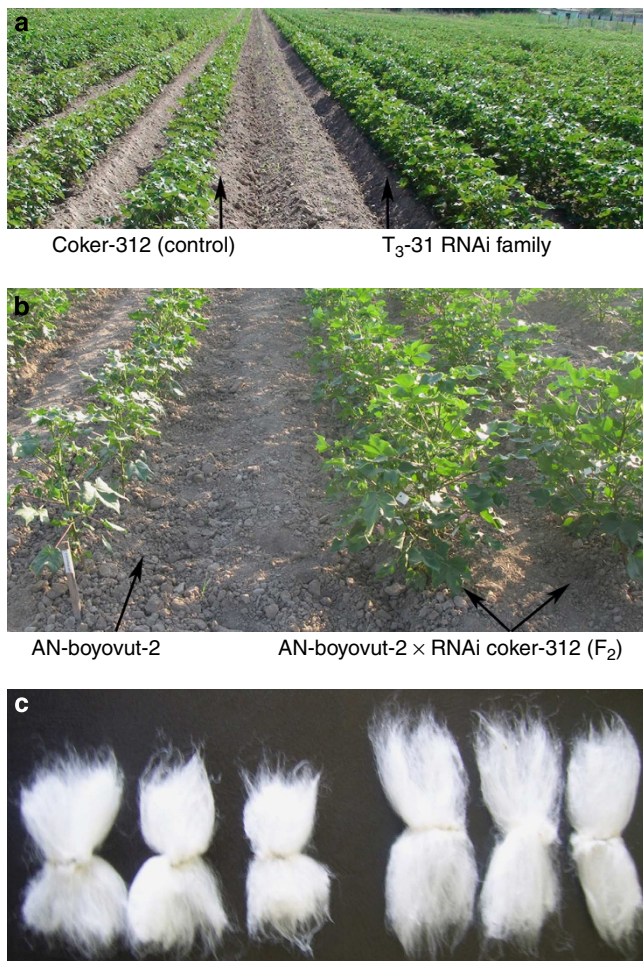 a
Coker-312 (control) T₃-31 RNAi family
b
AN-boyovut-2 AN-boyovut-2 × RNAi coker-312 (F₂)
c